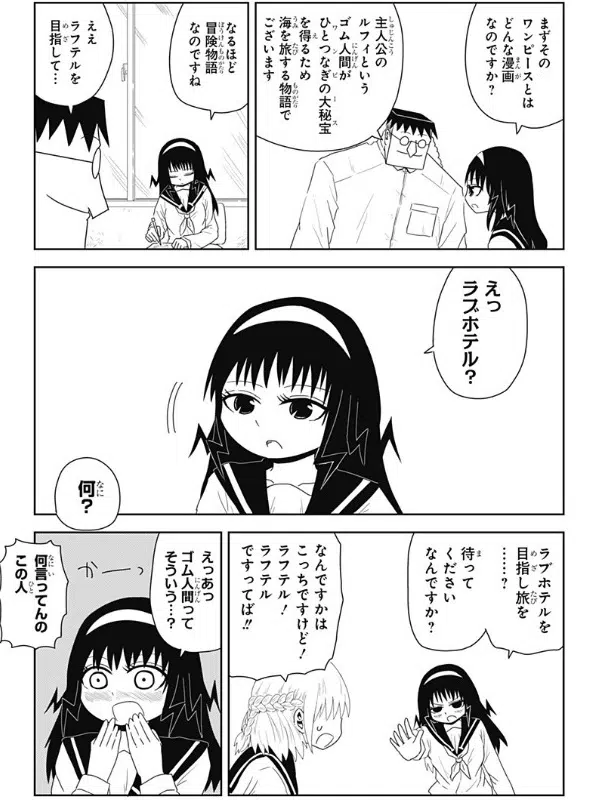 まずその
ワンピースとは
どんな漫画
なのですか?
主人公の
ルフィという
ゴム人間が
ひとつなぎの大秘宝
を得るため
海を旅する物語で
ございます
なるほど
冒険物語
なのですね
ええ
ラフテルを
目指して…
えっ
ラブホテル?
何?
ラブホテルを
目指し旅を
……?
待って
ください
なんですか?
なんですかは
こっちですけど!
ラフテル!
ラフテル
ですってば!!
えっあっ
ゴム人間って
そういう…?
かーっ
何言ってんの
この人